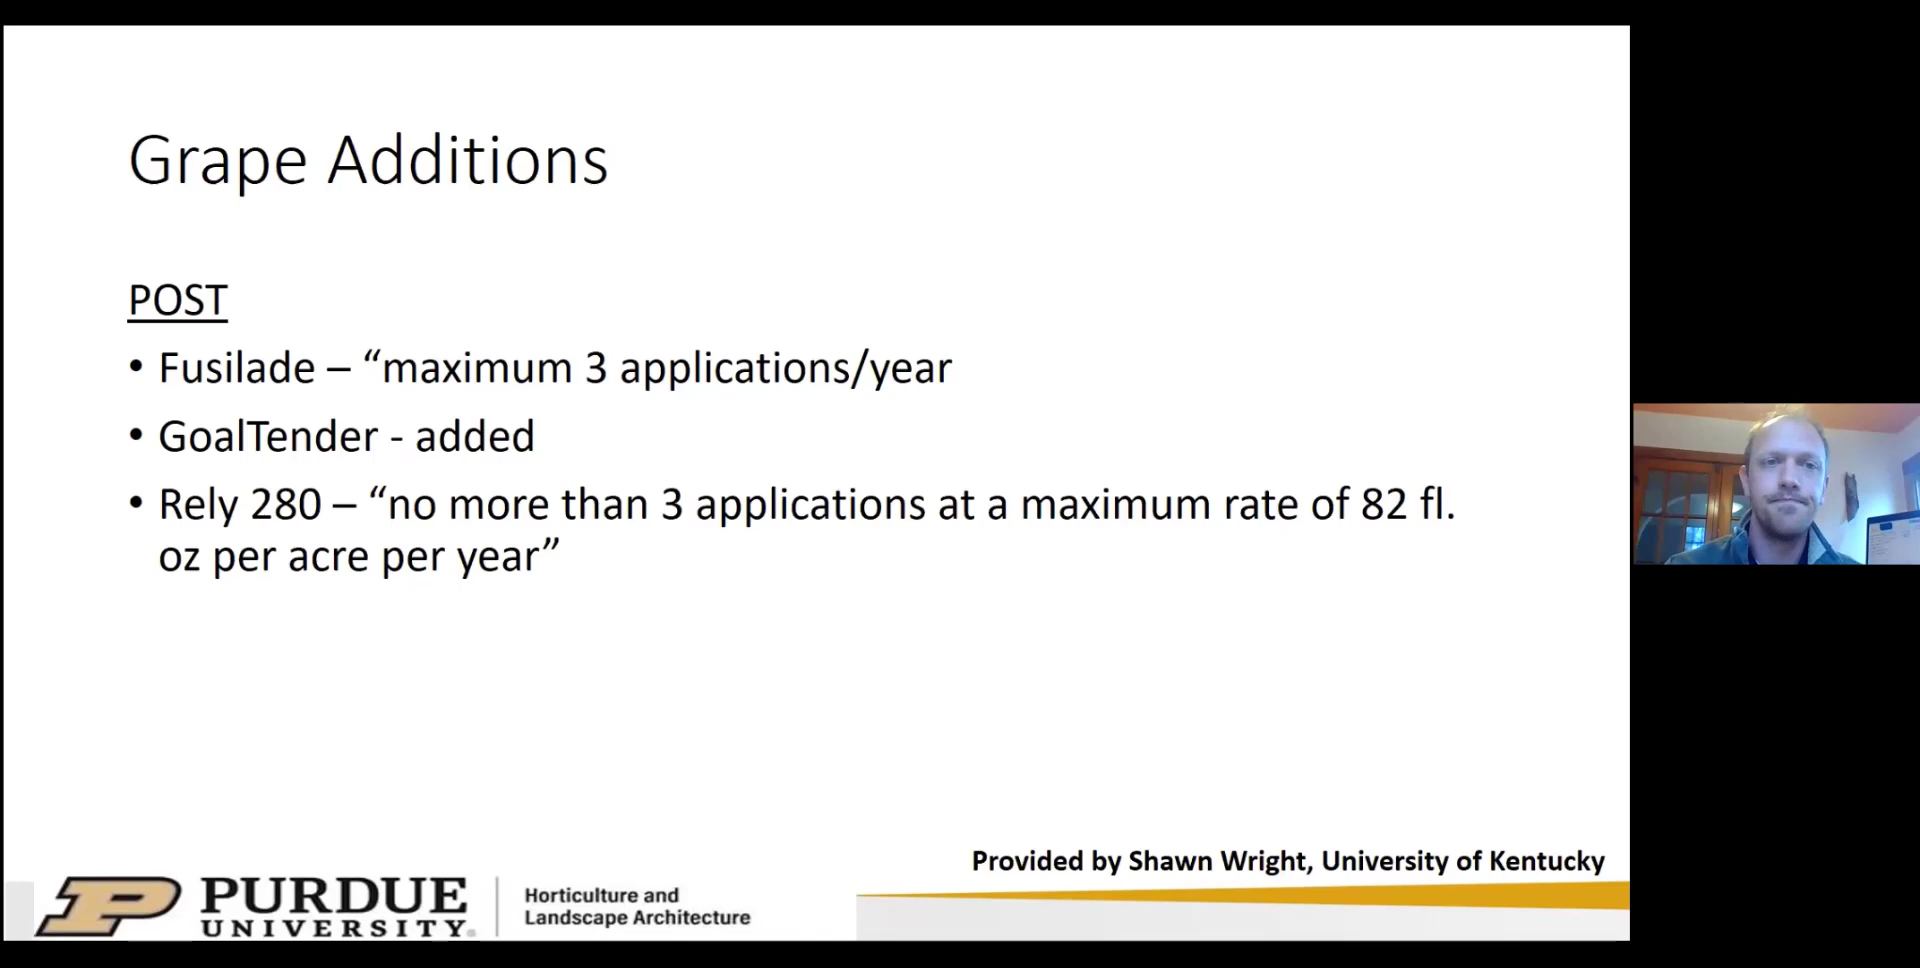 Grape Additions
POST
• Fusilade – “maximum 3 applications/year
• GoalTender - added
• Rely 280 – “no more than 3 applications at a maximum rate of 82 fl.
oz per acre per year”
Provided by Shawn Wright, University of Kentucky
PURDUE
UNIVERSITY®
Horticulture and
Landscape Architecture